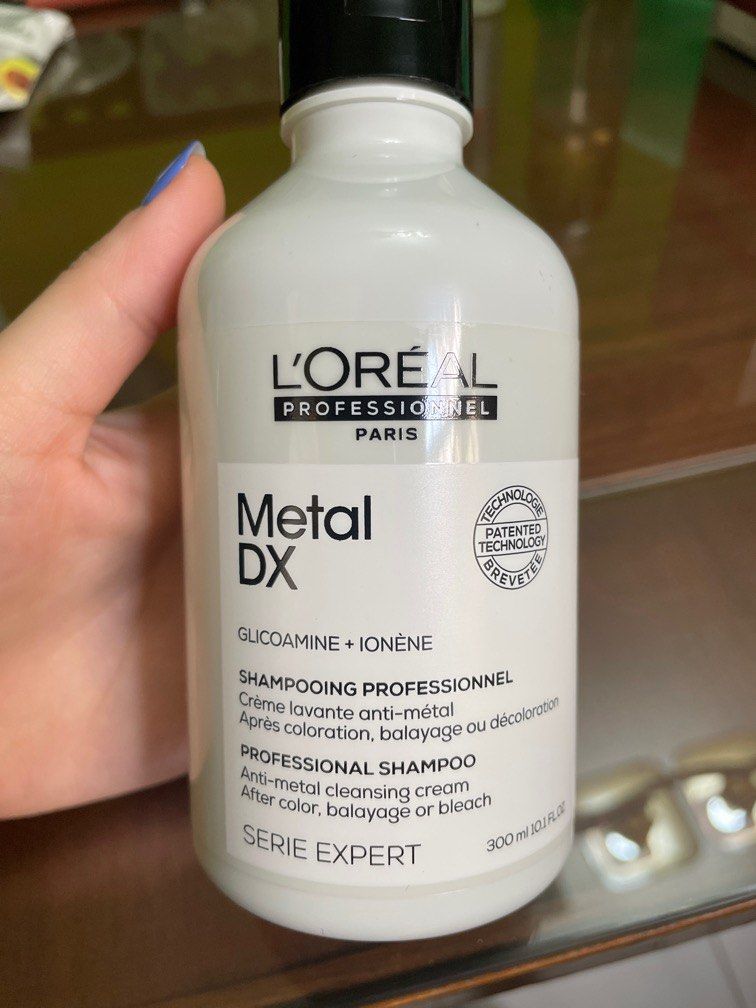 L'ORÉAL
PROFESSIONNEL
PARIS
Metal
DX
TECHNOLOGIE
PATENTED
TECHNOLOGY
BREVETÉE
GLICOAMINE + IONÈNE
SHAMPOOING PROFESSIONNEL
Crème lavante anti-métal
Après coloration, balayage ou décoloration
PROFESSIONAL SHAMPOO
Anti-metal cleansing cream
After color, balayage or bleach
SERIE EXPERT
300 ml 10.1 FL.OZ.